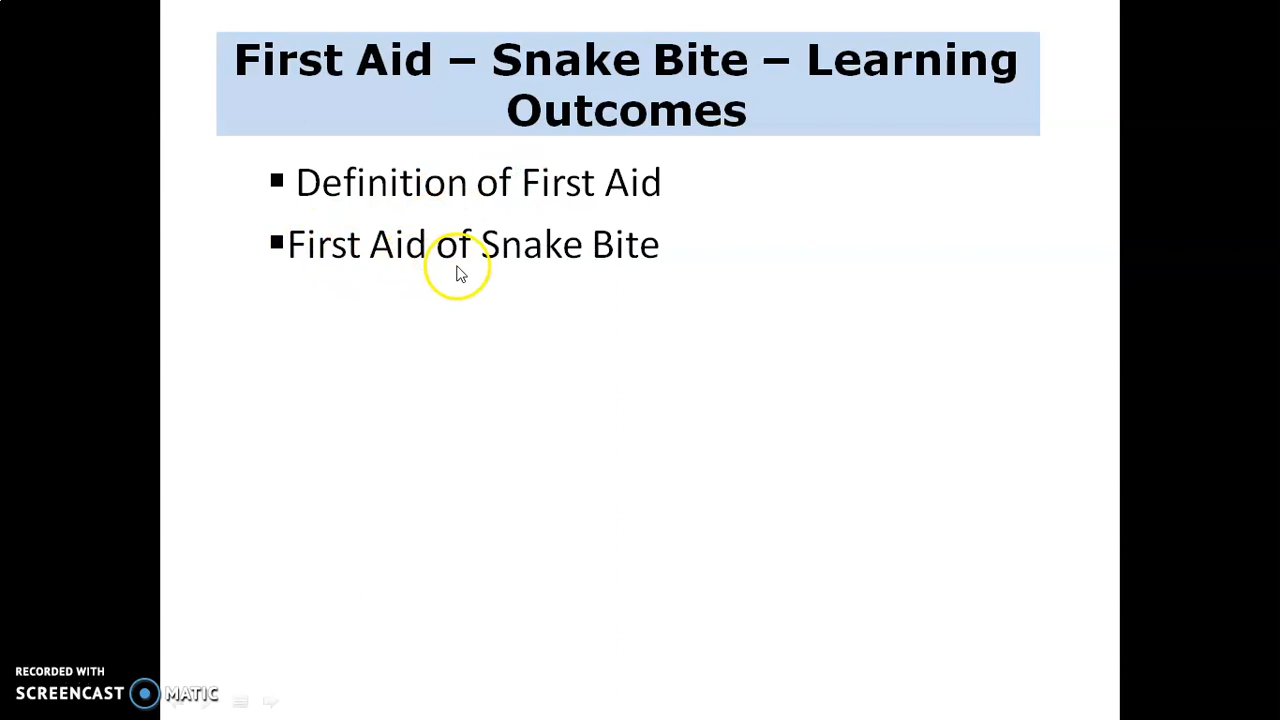 First Aid – Snake Bite – Learning
Outcomes
▪ Definition of First Aid
▪First Aid of Snake Bite
RECORDED WITH
SCREENCAST MATIC